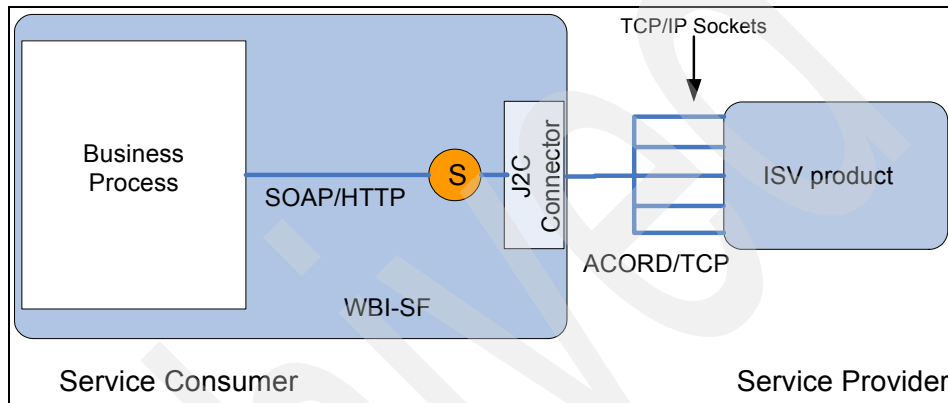 TCP/IP Sockets
Business
Process
SOAP/HTTP
S
J2C
Connector
ISV product
ACORD/TCP
WBI-SF
Service Consumer
Service Provider